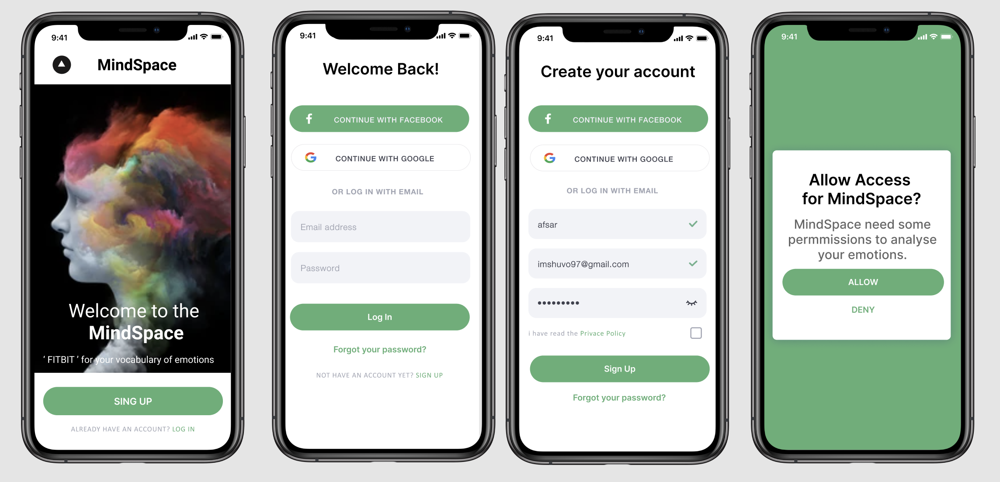 9:41
MindSpace
Welcome to the
MindSpace
‘ FITBIT ’ for your vocabulary of emotions
SING UP
ALREADY HAVE AN ACCOUNT? LOG IN
9:41
Welcome Back!
CONTINUE WITH FACEBOOK
CONTINUE WITH GOOGLE
OR LOG IN WITH EMAIL
Email address
Password
Log In
Forgot your password?
NOT HAVE AN ACCOUNT YET? SIGN UP
9:41
Create your account
CONTINUE WITH FACEBOOK
CONTINUE WITH GOOGLE
OR LOG IN WITH EMAIL
afsar
imshuvo97@gmail.com
i have read the Privace Policy
Sign Up
Forgot your password?
9:41
Allow Access
for MindSpace?
MindSpace need some
permmissions to analyse
your emotions.
ALLOW
DENY